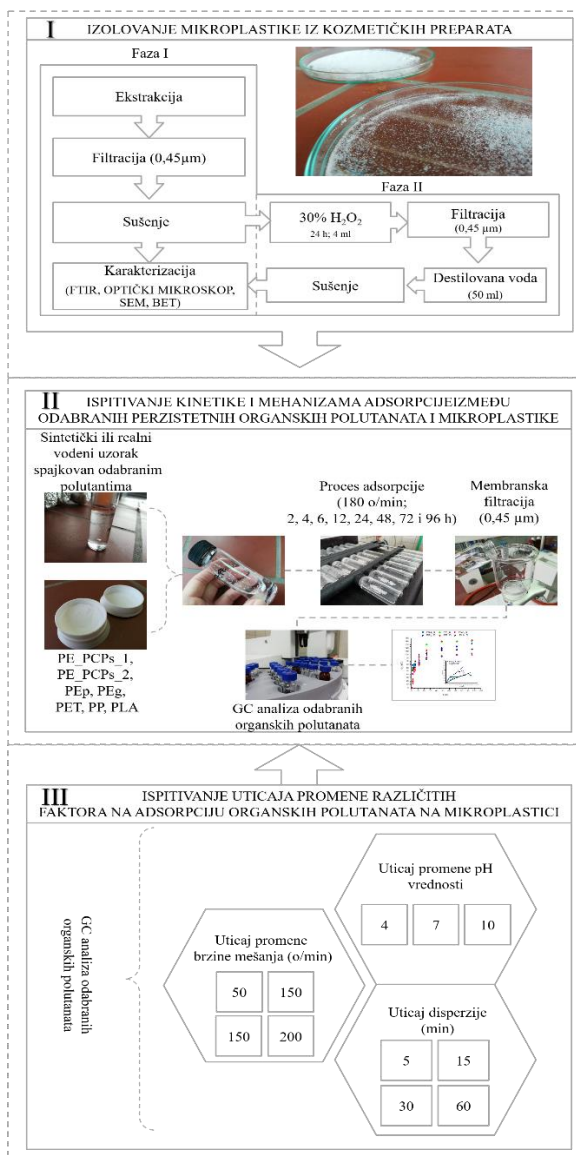 I IZOLOVANJE MIKROPLASTIKE IZ KOZMETIČKIH PREPARATA
Faza I
Ekstrakcija
Filtracija (0,45µm)
Sušenje
Karakterizacija
(FTIR, OPTIČKI MIKROSKOP,
SEM, BET)
Faza II
30% H₂O₂
24 h; 4 ml
Filtracija
(0,45 µm)
Destilovana voda
(50 ml)
Sušenje
II ISPITIVANJE KINETIKE I MEHANIZAMA ADSORPCIJEIZMEĐU
ODABRANIH PERZISTETNIH ORGANSKIH POLUTANATA I MIKROPLASTIKE
Sintetički ili realni
vodeni uzorak
spajkovan odabranim
polutantima
PE_PCPs_1,
PE_PCPs_2,
PEp, PEg,
PET, PP, PLA
Proces adsorpcije
(180 o/min;
2, 4, 6, 12, 24, 48, 72 i 96 h)
Membranska
filtracija
(0,45 µm)
GC analiza odabranih
organskih polutanata
III ISPITIVANJE UTICAJA PROMENE RAZLIČITIH
FAKTORA NA ADSORPCIJU ORGANSKIH POLUTANATA NA MIKROPLASTICI
GC analiza odabranih
organskih polutanata
Uticaj promene
brzine mešanja (o/min)
50 150
150 200
Uticaj promene pH
vrednosti
4 7 10
Uticaj disperzije
(min)
5 15
30 60